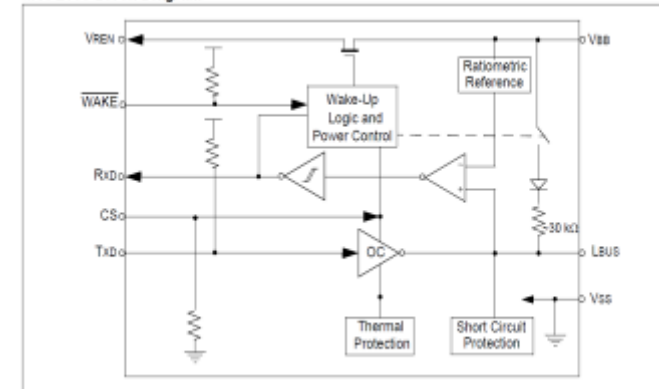 VREN
VBB
Ratiometric
Reference
WAKE
Wake-Up
Logic and
Power Control
RXD
CS
~30 kΩ
TXD
OC
LBUS
VSS
Thermal
Protection
Short Circuit
Protection